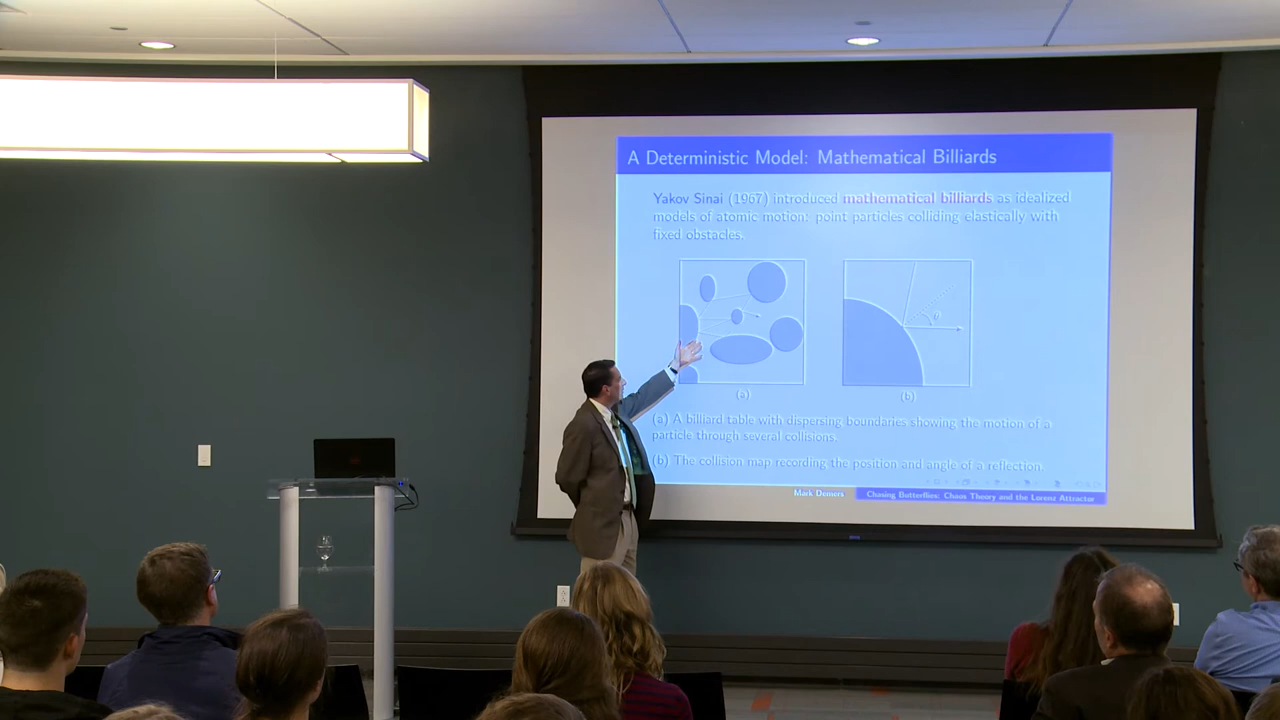 A Deterministic Model: Mathematical Billiards
Yakov Sinai (1967) introduced mathematical billiards as idealized
models of atomic motion: point particles colliding elastically with
fixed obstacles.
θ
(a)
(b)
(a) A billiard table with dispersing boundaries showing the motion of a
particle through several collisions.
(b) The collision map recording the position and angle of a reflection.
Mark Demers
Chasing Butterflies: Chaos Theory and the Lorenz Attractor